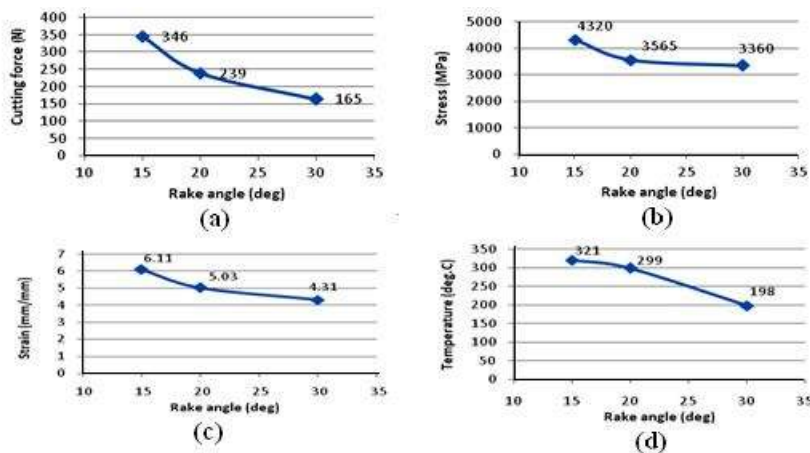 Cutting force (N)
400
350
300
250
200
150
100
50
0
346
239
165
10 15 20 25 30 35
Rake angle (deg)
(a)
Stress (MPa)
5000
4000
3000
2000
1000
0
4320
3565
3360
10 15 20 25 30 35
Rake angle (deg)
(b)
Strain (mm/mm)
7
6
5
4
3
2
1
0
6.11
5.03
4.31
10 15 20 25 30 35
Rake angle (deg)
(c)
Temperature (deg.C)
350
300
250
200
150
100
50
0
321
299
198
10 15 20 25 30 35
Rake angle (deg)
(d)